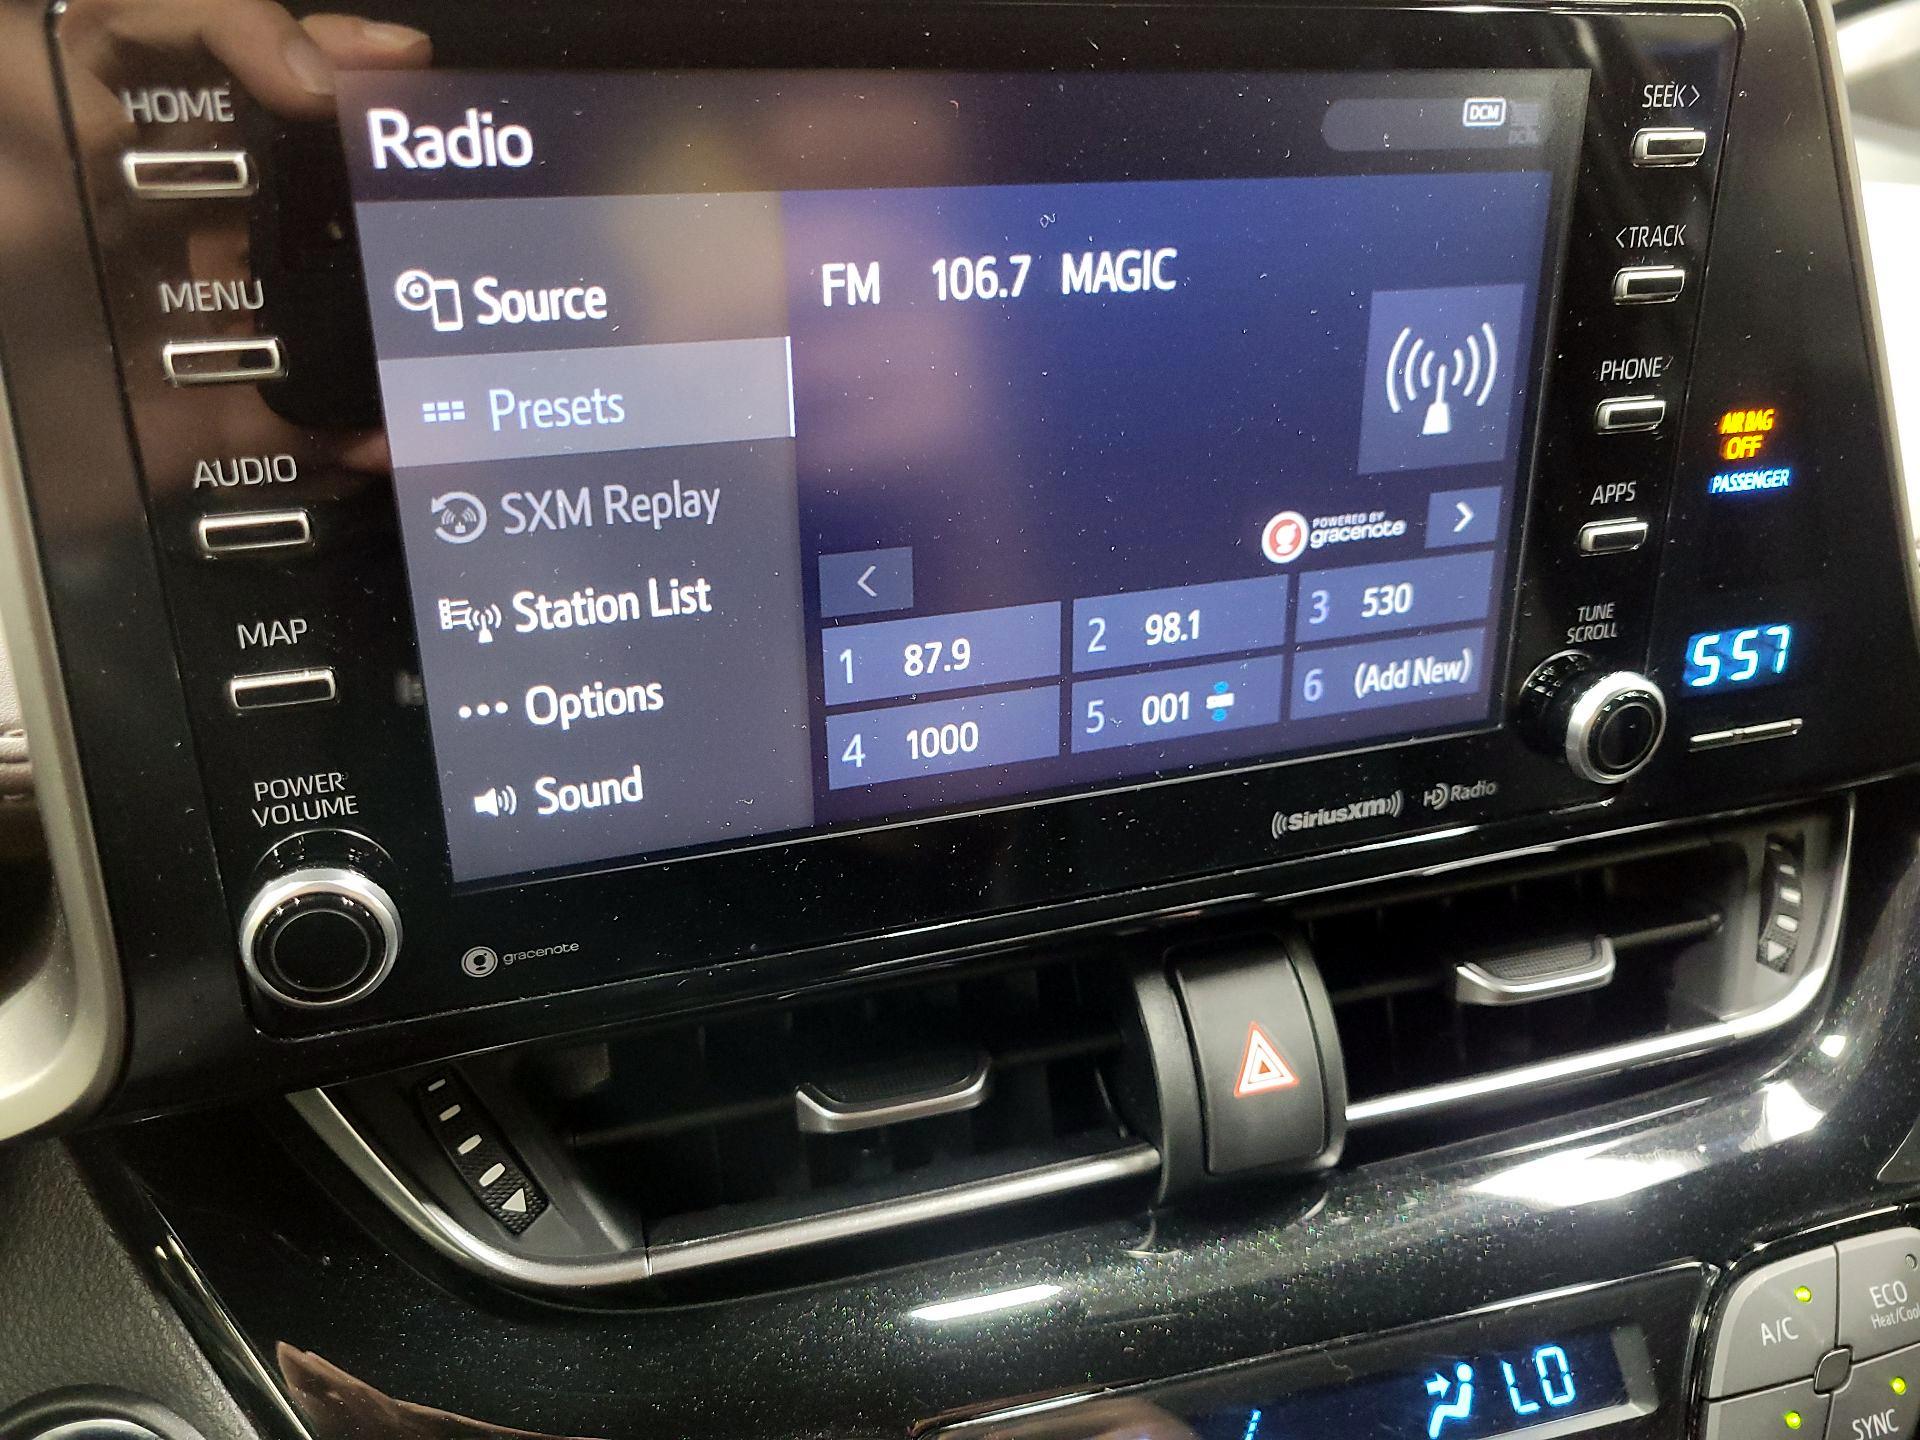 HOME
MENU
AUDIO
MAP
POWER
VOLUME
Radio
DCM
Source
Presets
SXM Replay
Station List
Options
Sound
FM 106.7 MAGIC
POWERED BY
gracenote
<
>
1 87.9
2 98.1
3 530
4 1000
5 001
6 (Add New)
gracenote
((SiriusXM))
HD Radio
SEEK>
<TRACK
PHONE
APPS
TUNE
SCROLL
AIR BAG
OFF
PASSENGER
5 57
A/C
ECO
Heat/Cool
LO
SYNC